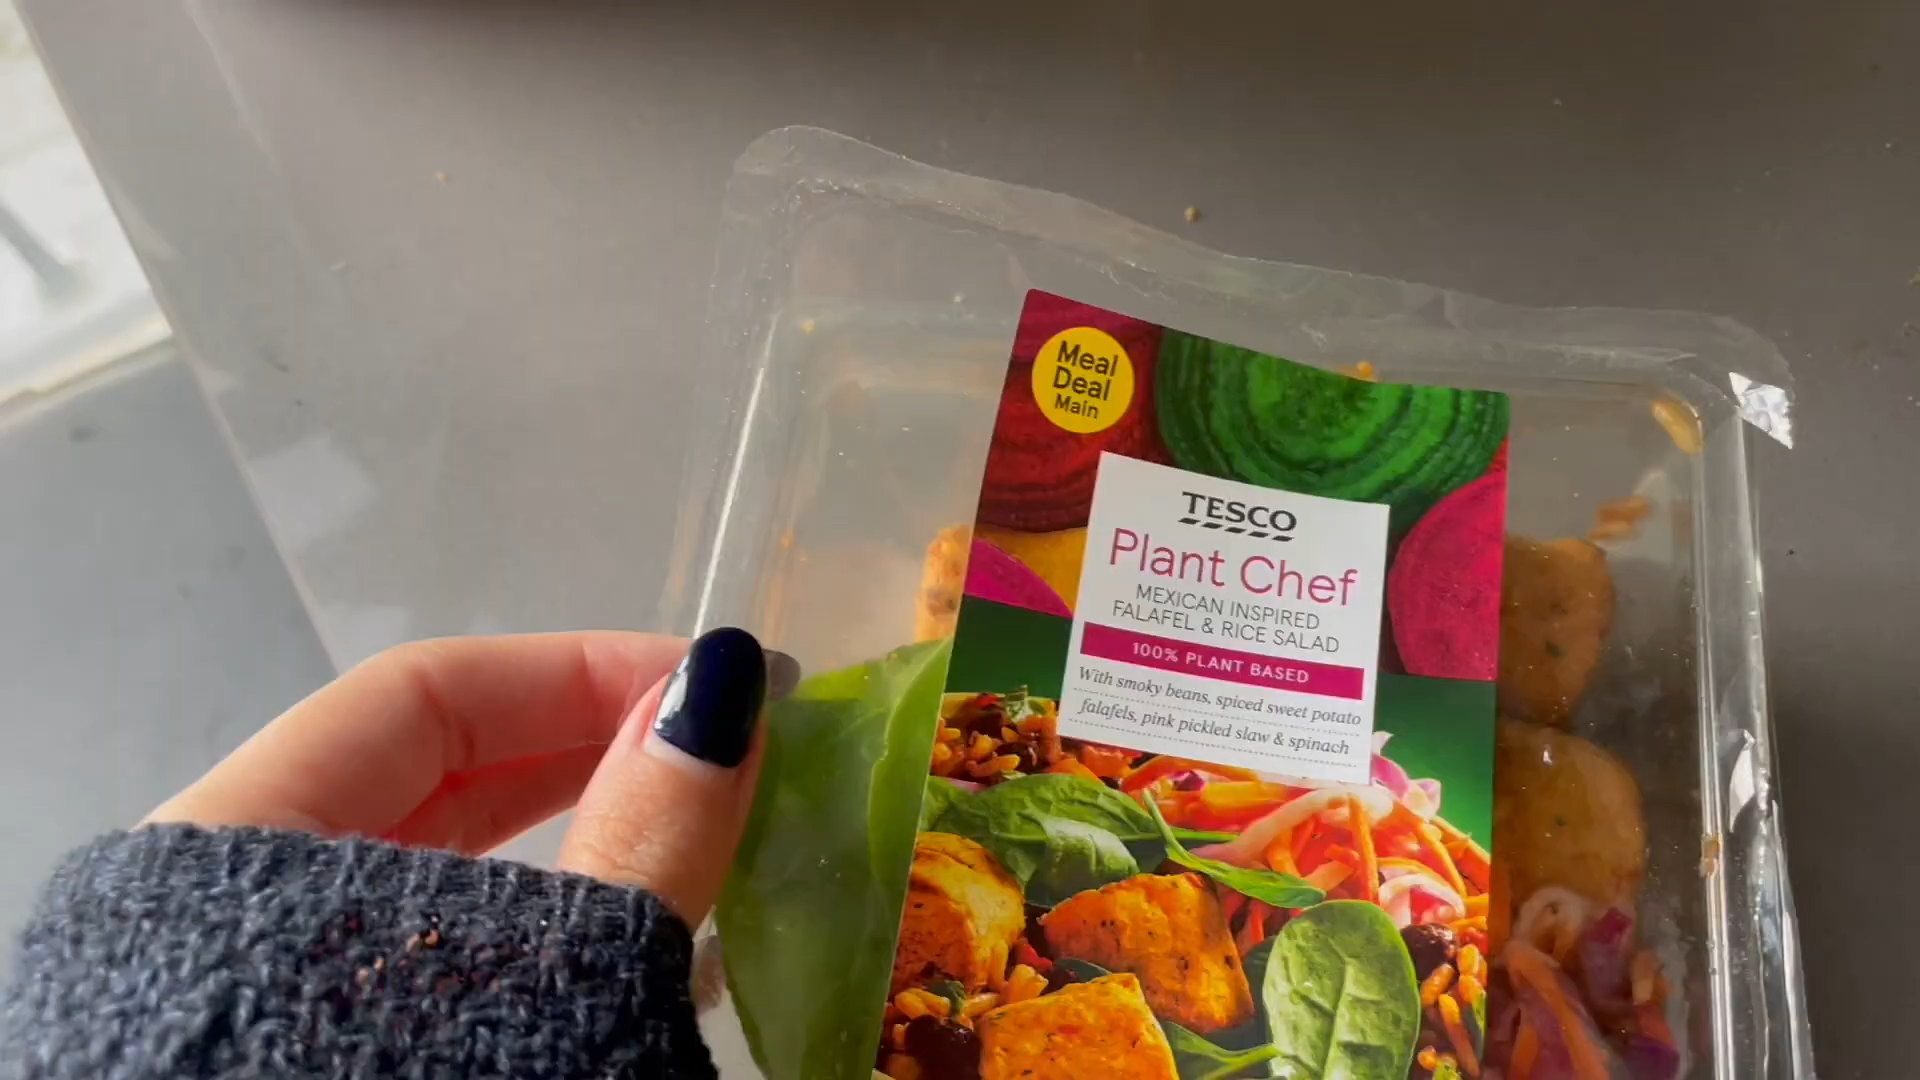 Meal
Deal
Main
TESCO
Plant Chef
MEXICAN INSPIRED
FALAFEL & RICE SALAD
100% PLANT BASED
With smoky beans, spiced sweet potato
falafels, pink pickled slaw & spinach